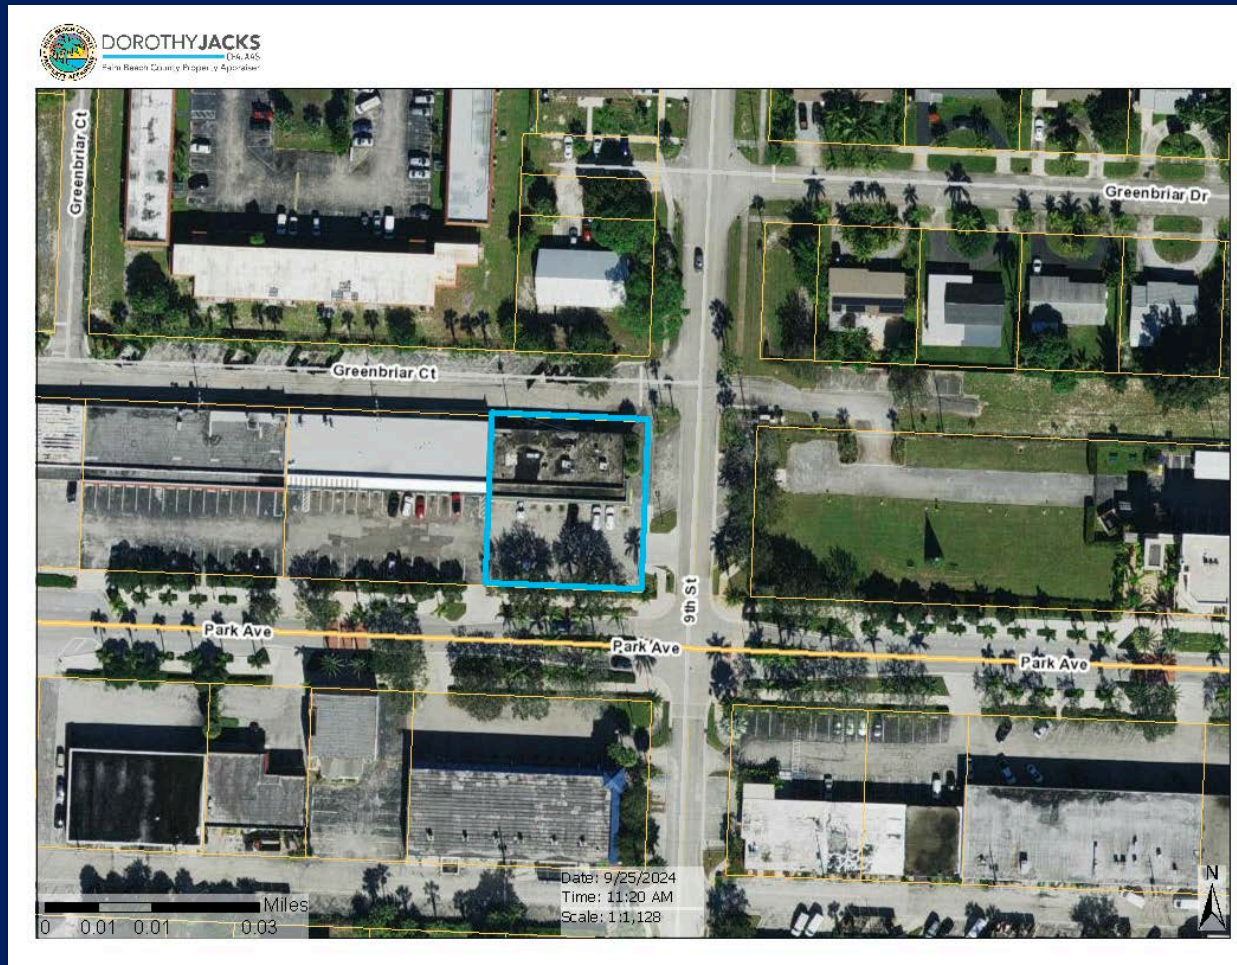 DOROTHYJACKS
CFA, AAS
Palm Beach County Property Appraiser
Greenbriar Ct
Greenbriar Dr
Greenbriar Ct
9th St
Park Ave
Park Ave
Park Ave
Date: 9/25/2024
Time: 11:20 AM
Scale: 1:1,128
Miles
0 0.01 0.01 0.03
N